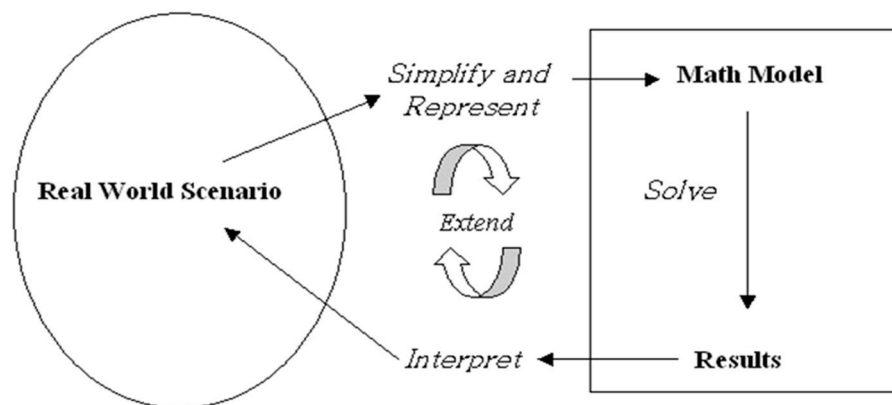 Simplify and
Represent
Math Model
Real World Scenario
Solve
Extend
Interpret
Results